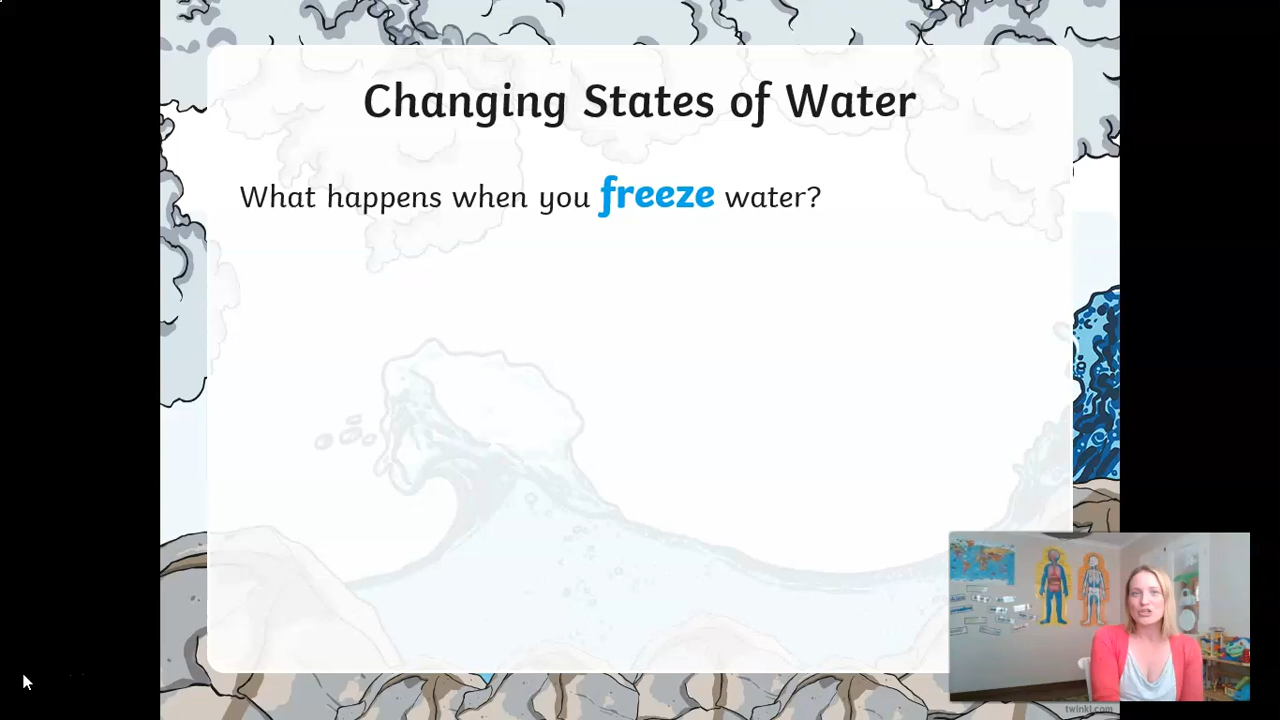 Changing States of Water
What happens when you freeze water?
twinkl.com